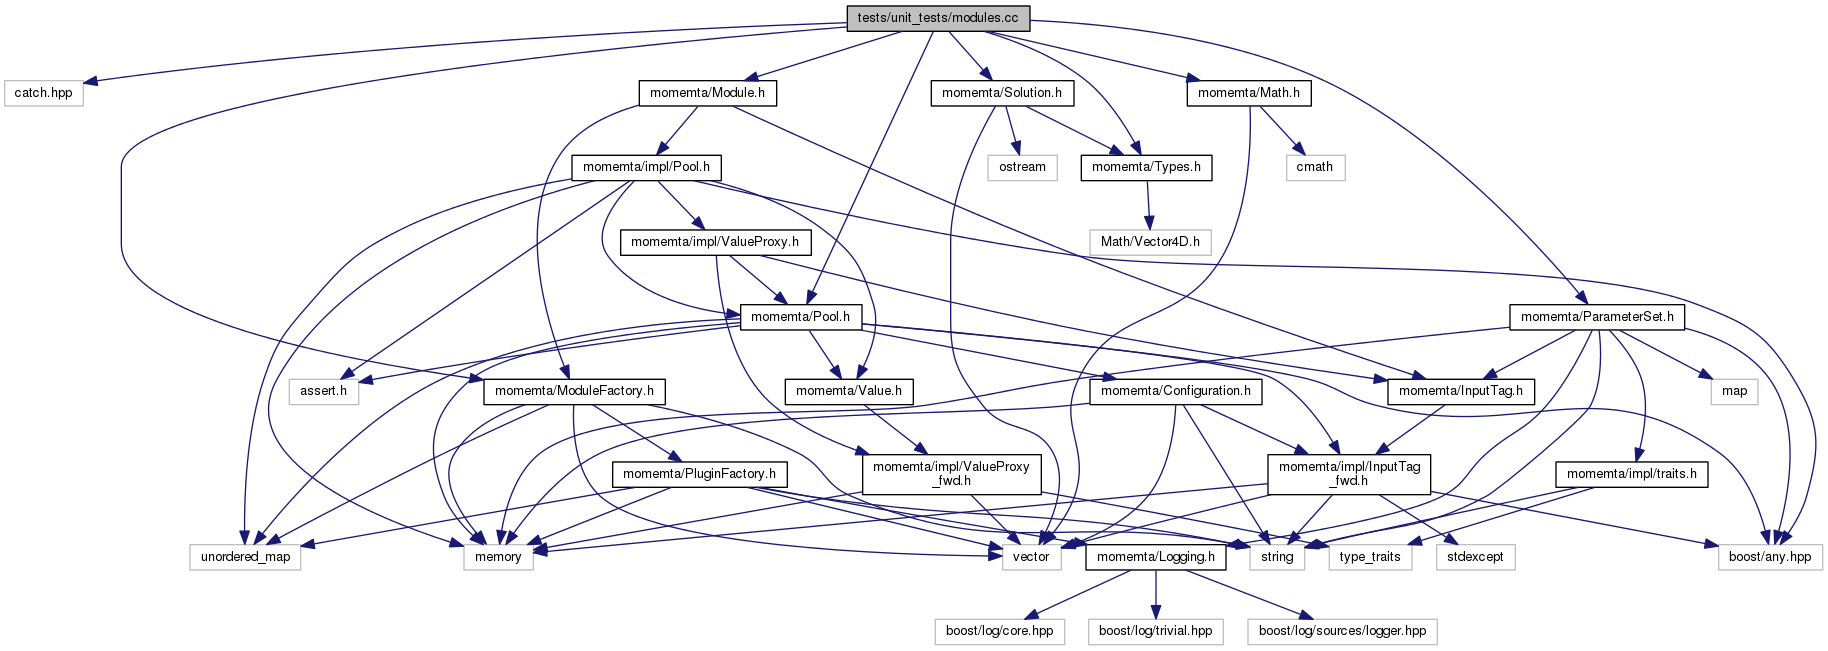 tests/unit_tests/modules.cc
catch.hpp
momemta/Module.h
momemta/Solution.h
momemta/Math.h
momemta/impl/Pool.h
ostream
momemta/Types.h
cmath
momemta/impl/ValueProxy.h
Math/Vector4D.h
momemta/Pool.h
momemta/ParameterSet.h
assert.h
momemta/ModuleFactory.h
momemta/Value.h
momemta/Configuration.h
momemta/InputTag.h
map
momemta/PluginFactory.h
momemta/impl/ValueProxy
_fwd.h
momemta/impl/InputTag
_fwd.h
momemta/impl/traits.h
unordered_map
memory
vector
momemta/Logging.h
string
type_traits
stdexcept
boost/any.hpp
boost/log/core.hpp
boost/log/trivial.hpp
boost/log/sources/logger.hpp